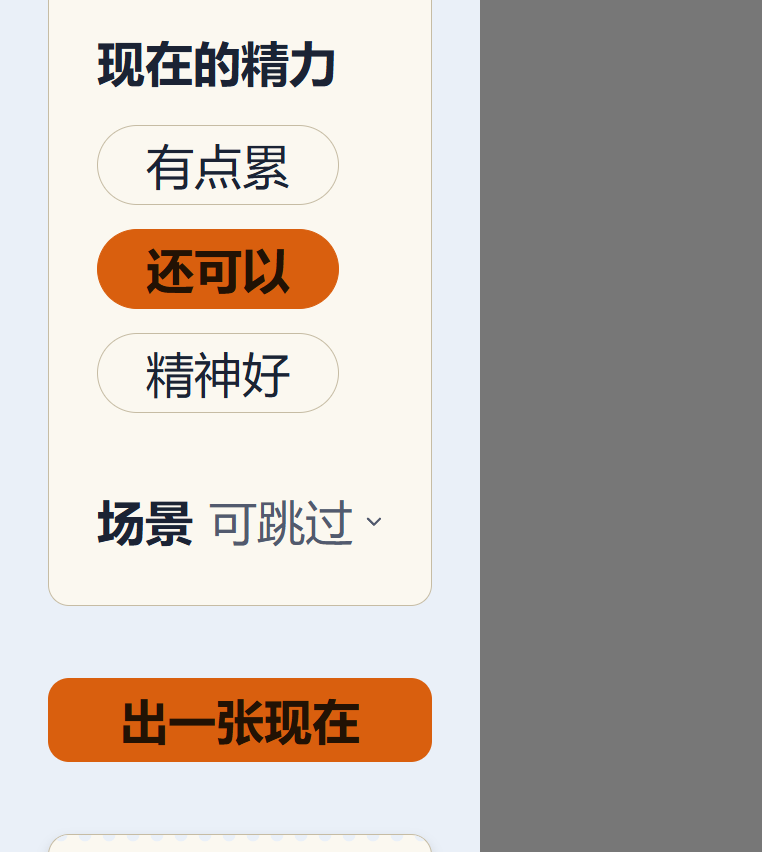 现在的精力
有点累
还可以
精神好
场景 可跳过
出一张现在